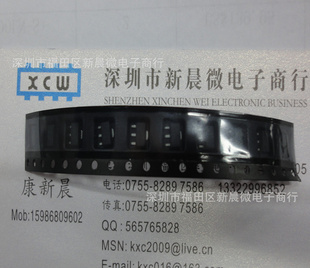 深圳市福田区新晨微电子商行
XCW
深圳市新晨微电子商行
SHENZHEN XINCHEN WEI ELECTRONIC BUSINESS
康新晨
Mob:15986809602
电话:0755-8289 7586 13322996852
传真:0755-8289 7586
深圳市福田区新晨微电子商行
QQ : 565765828
MSN: kxc2009@live.cn